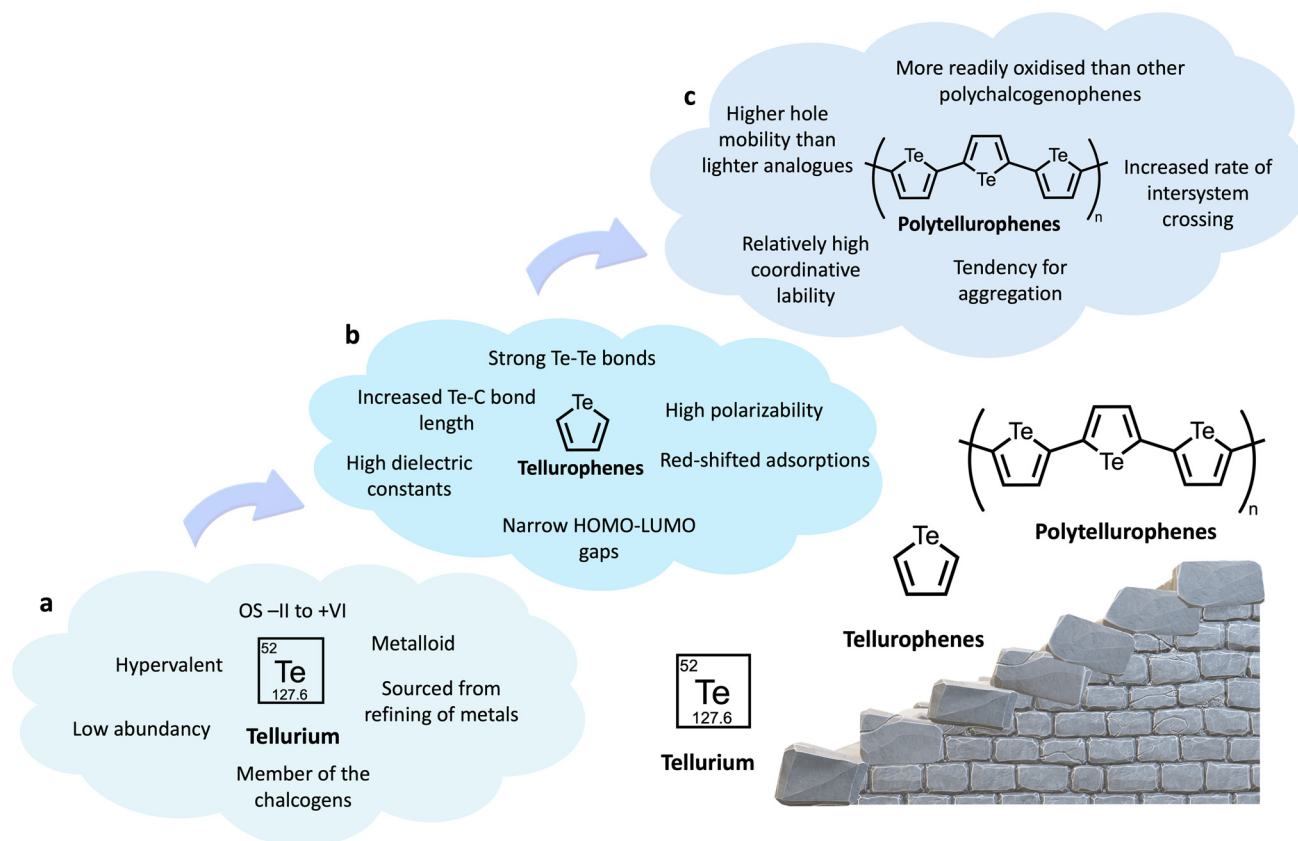 c
More readily oxidised than other
polychalcogenophenes
Higher hole
mobility than
lighter analogues
Te
Te
Te
n
Polytellurophenes
Increased rate of
intersystem
crossing
Relatively high
coordinative
lability
Tendency for
aggregation
b
Strong Te-Te bonds
Increased Te-C bond
length
Te
High polarizability
High dielectric
constants
Tellurophenes
Red-shifted adsorptions
Narrow HOMO-LUMO
gaps
a
OS –II to +VI
Hypervalent
52
Te
127.6
Metalloid
Sourced from
refining of metals
Low abundancy
Tellurium
Member of the
chalcogens
Te
Te
Te
n
Polytellurophenes
Te
Tellurophenes
52
Te
127.6
Tellurium